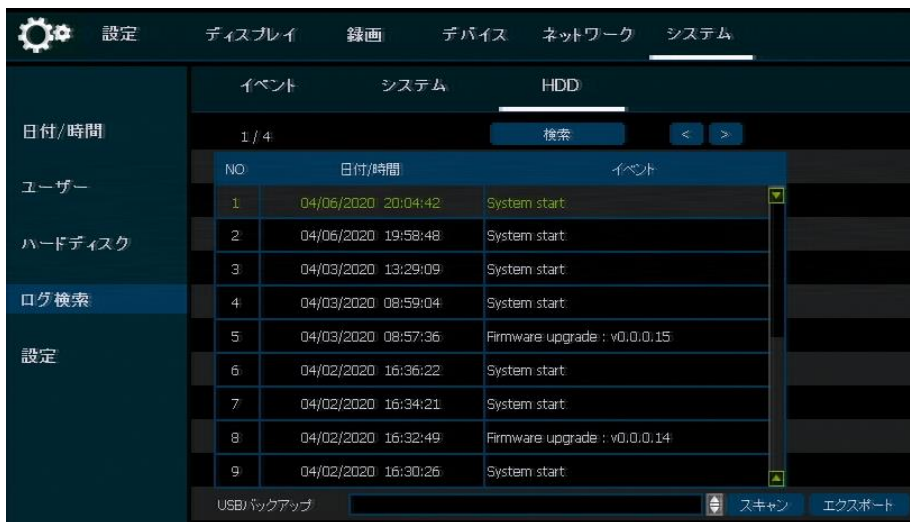 設定 ディスプレイ 録画 デバイス ネットワーク システム
イベント システム HDD
日付/時間
ユーザー
ハードディスク
ログ検索
設定
1 / 4 検索 < >
NO 日付/時間 イベント
1 04/06/2020 20:04:42 System start
2 04/06/2020 19:58:48 System start
3 04/03/2020 13:29:09 System start
4 04/03/2020 08:59:04 System start
5 04/03/2020 08:57:36 Firmware upgrade : v0.0.0.15
6 04/02/2020 16:36:22 System start
7 04/02/2020 16:34:21 System start
8 04/02/2020 16:32:49 Firmware upgrade : v0.0.0.14
9 04/02/2020 16:30:26 System start
USBバックアップ スキャン エクスポート